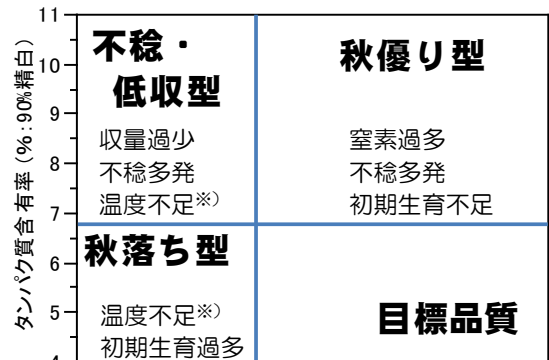 タンパク質含有率(%:90%精白)
11
10
9
8
7
6
5
4
不稔・
低収型
収量過少
不稔多発
温度不足※)
秋優り型
窒素過多
不稔多発
初期生育不足
秋落ち型
温度不足※)
初期生育過多
目標品質